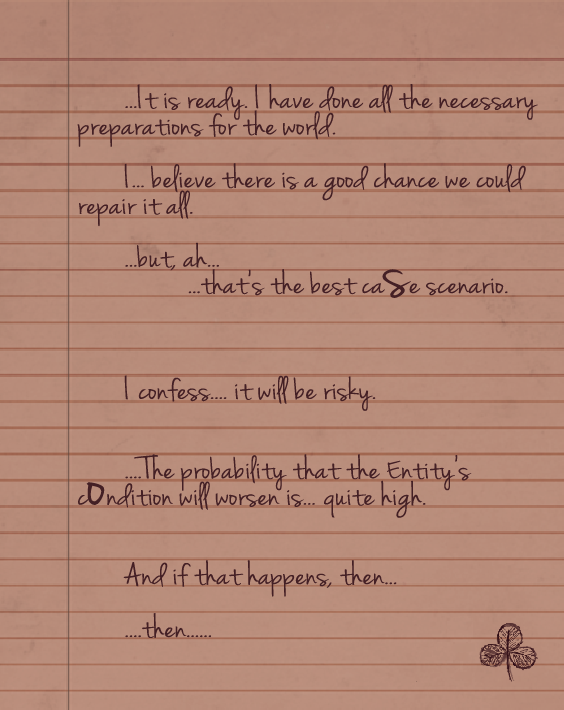 ...It is ready. I have done all the necessary
preparations for the world.
I... believe there is a good chance we could
repair it all.
...but, ah...
...that's the best caSe scenario.
I confess.... it will be risky.
....The probability that the Entity's
cOndition will worsen is... quite high.
And if that happens, then...
....then......